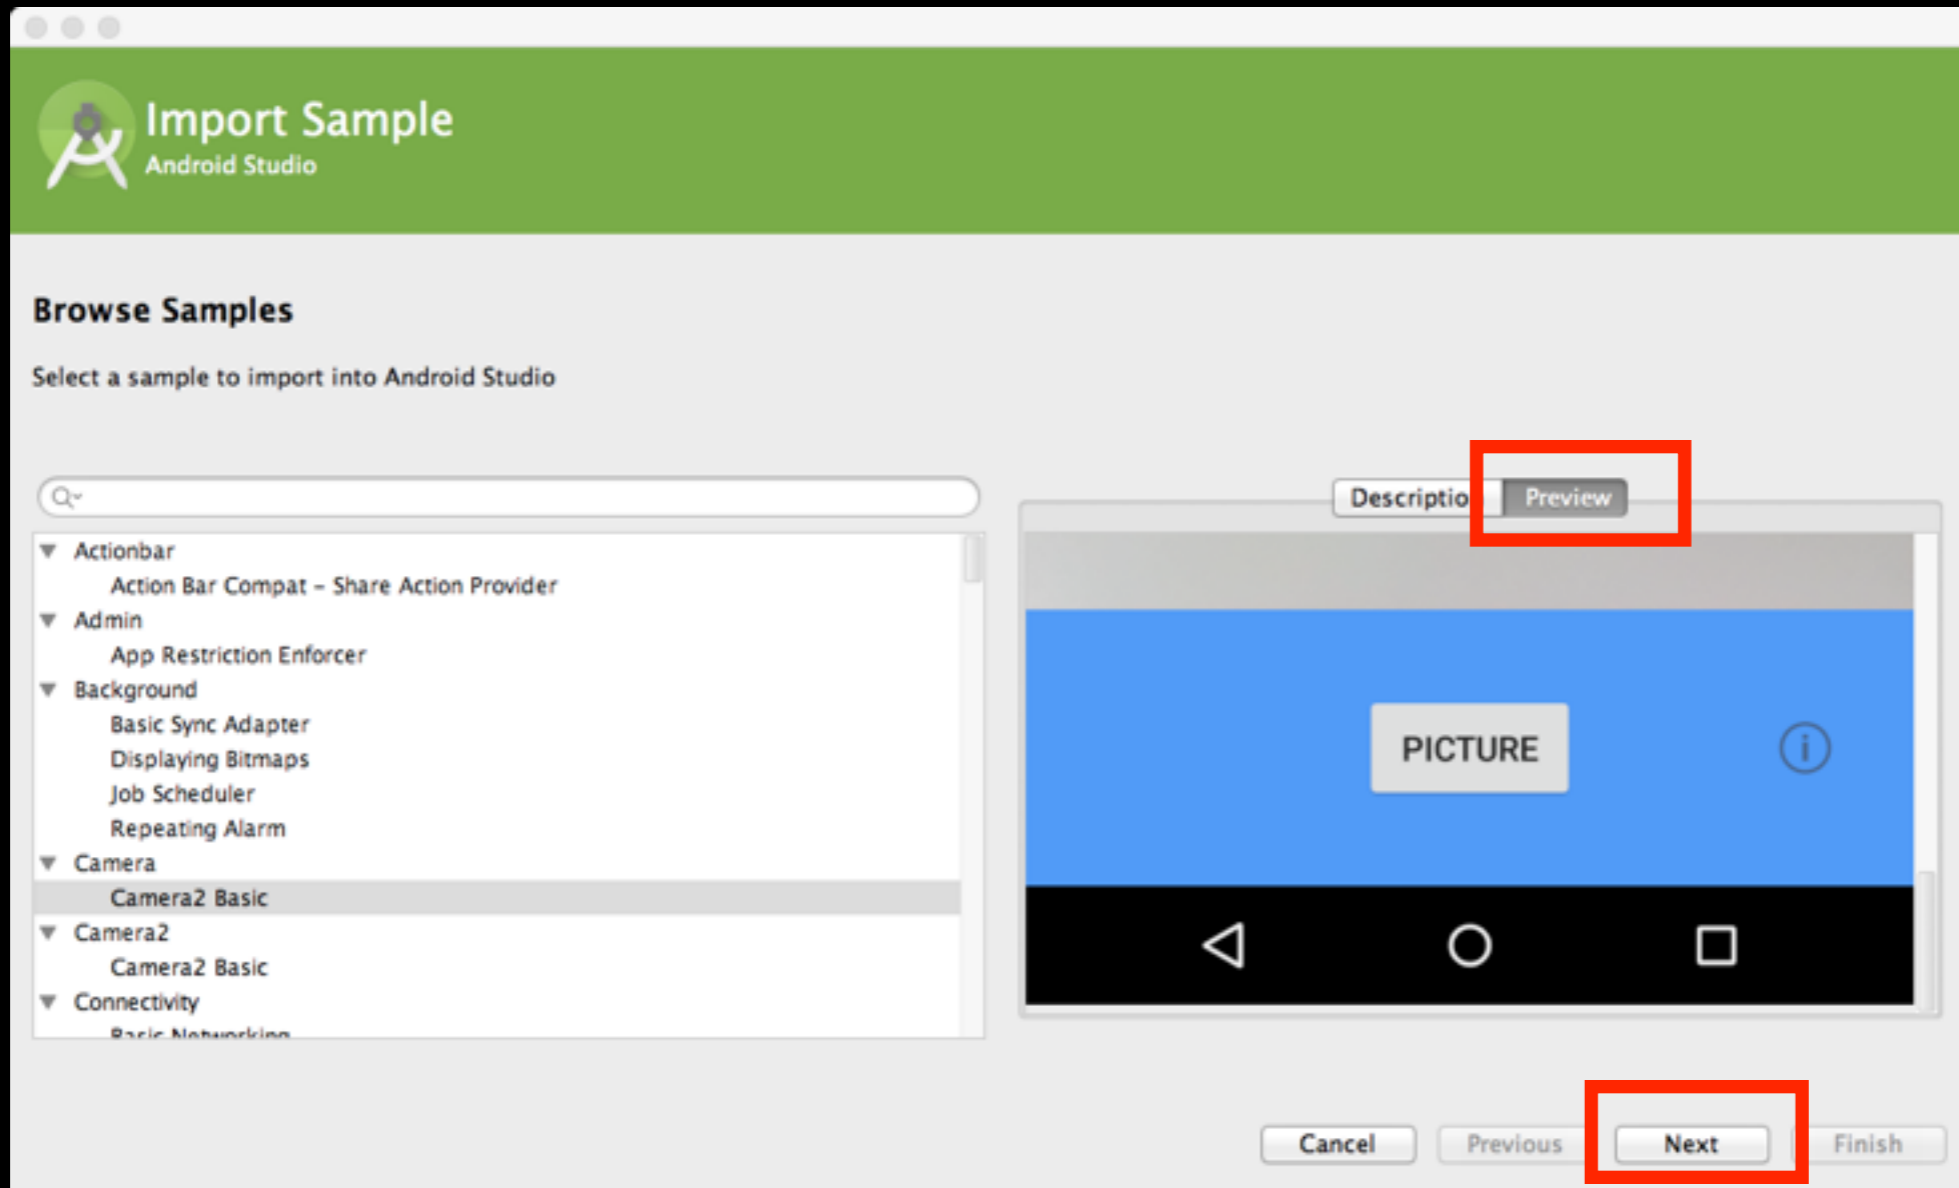 Import Sample
Android Studio
Browse Samples
Select a sample to import into Android Studio
Actionbar
Action Bar Compat – Share Action Provider
Admin
App Restriction Enforcer
Background
Basic Sync Adapter
Displaying Bitmaps
Job Scheduler
Repeating Alarm
Camera
Camera2 Basic
Camera2
Camera2 Basic
Connectivity
Basic Networking
Descriptio Preview
PICTURE
Cancel Previous Next Finish